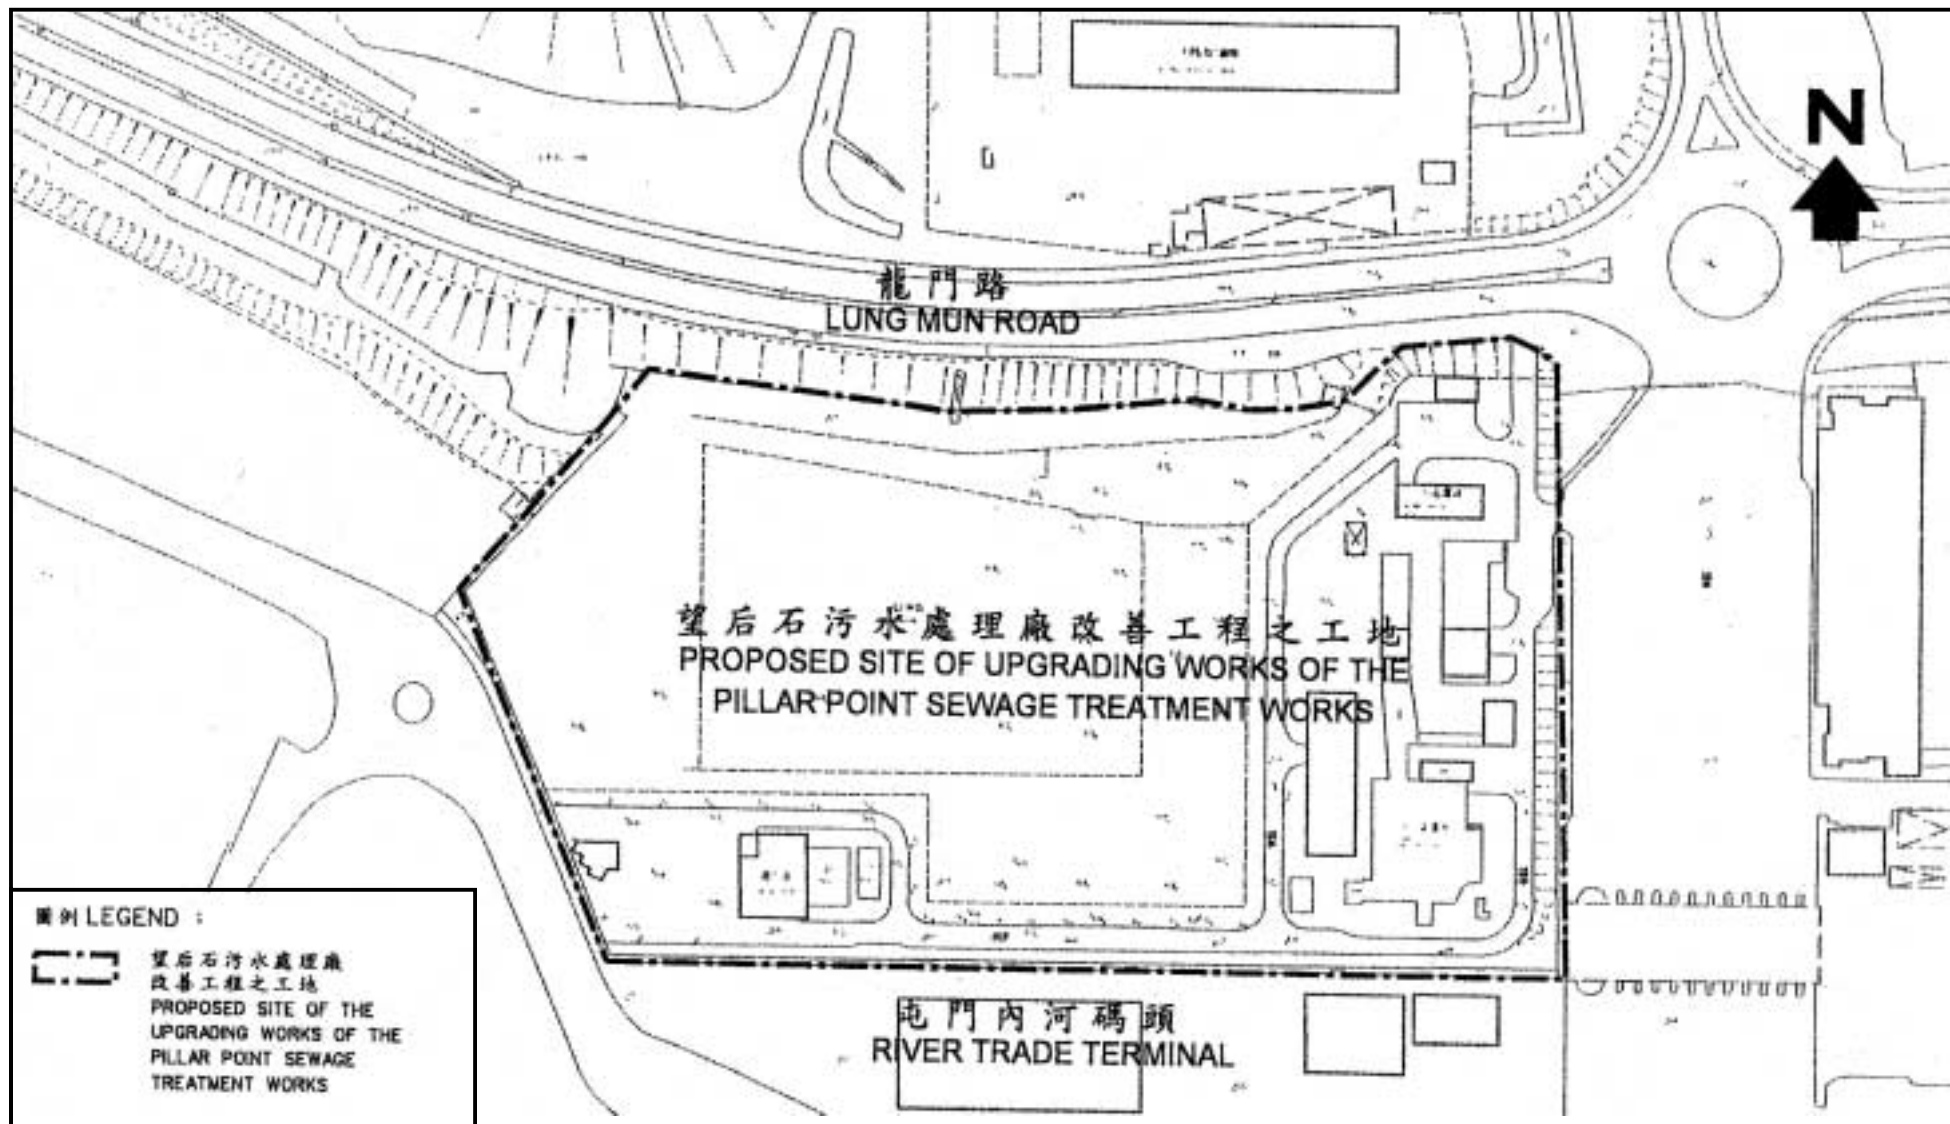 N
龍門路
LUNG MUN ROAD
望后石污水處理廠改善工程之工地
PROPOSED SITE OF UPGRADING WORKS OF THE
PILLAR POINT SEWAGE TREATMENT WORKS
屯門內河碼頭
RIVER TRADE TERMINAL
圖例 LEGEND :
望后石污水處理廠
改善工程之工地
PROPOSED SITE OF THE
UPGRADING WORKS OF THE
PILLAR POINT SEWAGE
TREATMENT WORKS